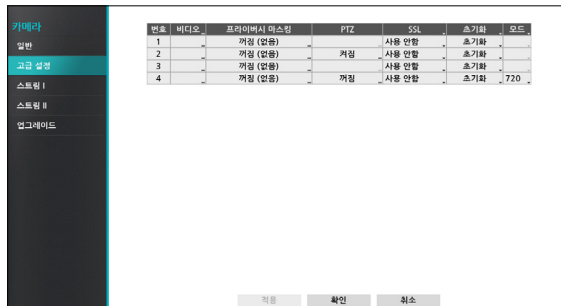 카메라
일반
고급 설정
스트림 I
스트림 II
업그레이드
번호 비디오 프라이버시 마스킹 PTZ SSL 초기화 모드
1 꺼짐 (없음) 사용 안함 초기화
2 꺼짐 (없음) 켜짐 사용 안함 초기화
3 꺼짐 (없음) 사용 안함 초기화
4 꺼짐 (없음) 꺼짐 사용 안함 초기화 720
적용 확인 취소